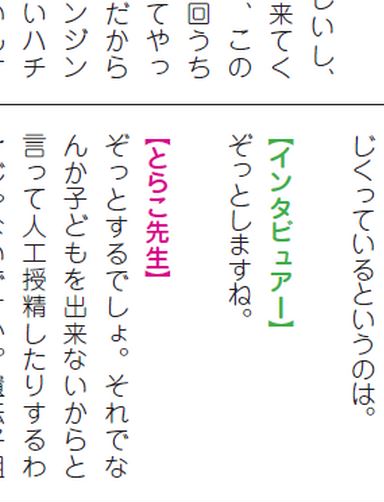 しいし、
来てく
、この
回うち
てやっ
だから
ンジン
いハチ
じくっているというのは。
【インタビュアー】
ぞっとしますね。
【とらこ先生】
ぞっとするでしょ。それでな
んか子どもを出来ないからと
言って人工授精したりするわ